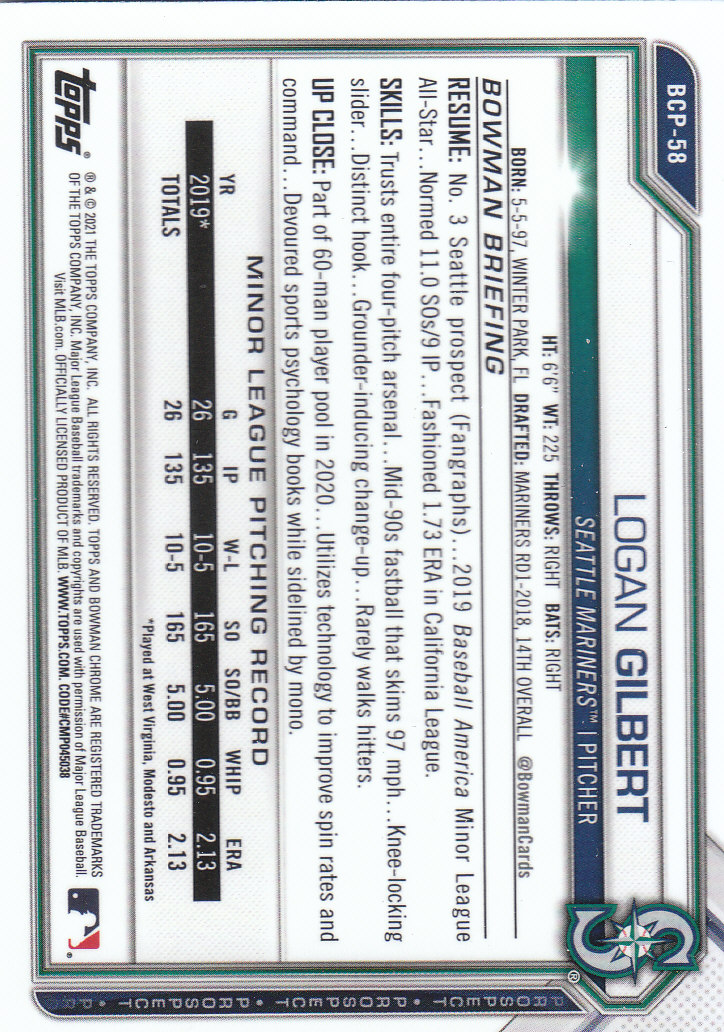 BCP-58
LOGAN GILBERT
SEATTLE MARINERS™ | PITCHER
HT: 6'6" WT: 225 THROWS: RIGHT BATS: RIGHT
BORN: 5-5-97, WINTER PARK, FL DRAFTED: MARINERS RD1-2018, 14TH OVERALL @BowmanCards
BOWMAN BRIEFING
RESUME: No. 3 Seattle prospect (Fangraphs)...2019 Baseball America Minor League
All-Star...Normed 11.0 SOs/9 IP...Fashioned 1.73 ERA in California League.
SKILLS: Trusts entire four-pitch arsenal...Mid-90s fastball that skims 97 mph...Knee-locking
slider...Distinct hook...Grounder-inducing change-up...Rarely walks hitters.
UP CLOSE: Part of 60-man player pool in 2020...Utilizes technology to improve spin rates and
command...Devoured sports psychology books while sidelined by mono.
MINOR LEAGUE PITCHING RECORD
YR G IP W-L SO SO/BB WHIP ERA
2019* 26 135 10-5 165 5.00 0.95 2.13
TOTALS 26 135 10-5 165 5.00 0.95 2.13
*Played at West Virginia, Modesto and Arkansas
topps®
® & © 2021 THE TOPPS COMPANY, INC. ALL RIGHTS RESERVED. TOPPS AND BOWMAN CHROME ARE REGISTERED TRADEMARKS
OF THE TOPPS COMPANY, INC. Major League Baseball trademarks and copyrights are used with permission of Major League Baseball.
Visit MLB.com. OFFICIALLY LICENSED PRODUCT OF MLB. WWW.TOPPS.COM. CODE#CMP045038
S
®
®
PROSPECT • PROSPECT • PROSPECT • PROSPECT